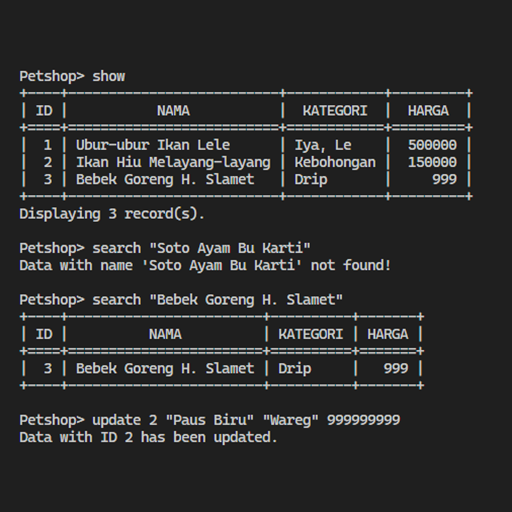 Petshop> show
+----+--------------------------+------------+---------+
| ID |           NAMA           |  KATEGORI  |  HARGA  |
+====+==========================+============+=========+
|  1 | Ubur-ubur Ikan Lele      | Iya, Le    |  500000 |
|  2 | Ikan Hiu Melayang-layang | Kebohongan |  150000 |
|  3 | Bebek Goreng H. Slamet   | Drip       |     999 |
+----+--------------------------+------------+---------+
Displaying 3 record(s).

Petshop> search "Soto Ayam Bu Karti"
Data with name 'Soto Ayam Bu Karti' not found!

Petshop> search "Bebek Goreng H. Slamet"
+----+------------------------+----------+-------+
| ID |          NAMA          | KATEGORI | HARGA |
+====+========================+==========+=======+
|  3 | Bebek Goreng H. Slamet | Drip     |   999 |
+----+------------------------+----------+-------+

Petshop> update 2 "Paus Biru" "Wareg" 999999999
Data with ID 2 has been updated.